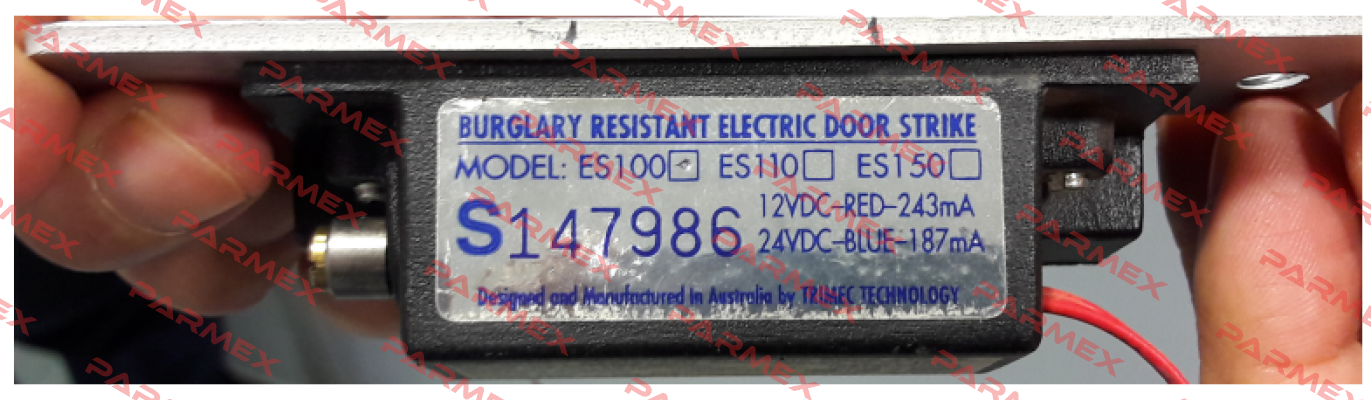 BURGLARY RESISTANT ELECTRIC DOOR STRIKE
MODEL: ES100 ES110 ES150
S147986 12VDC-RED-243mA
24VDC-BLUE-187mA
Designed and Manufactured In Australia by TRIMEC TECHNOLOGY
PARMEX